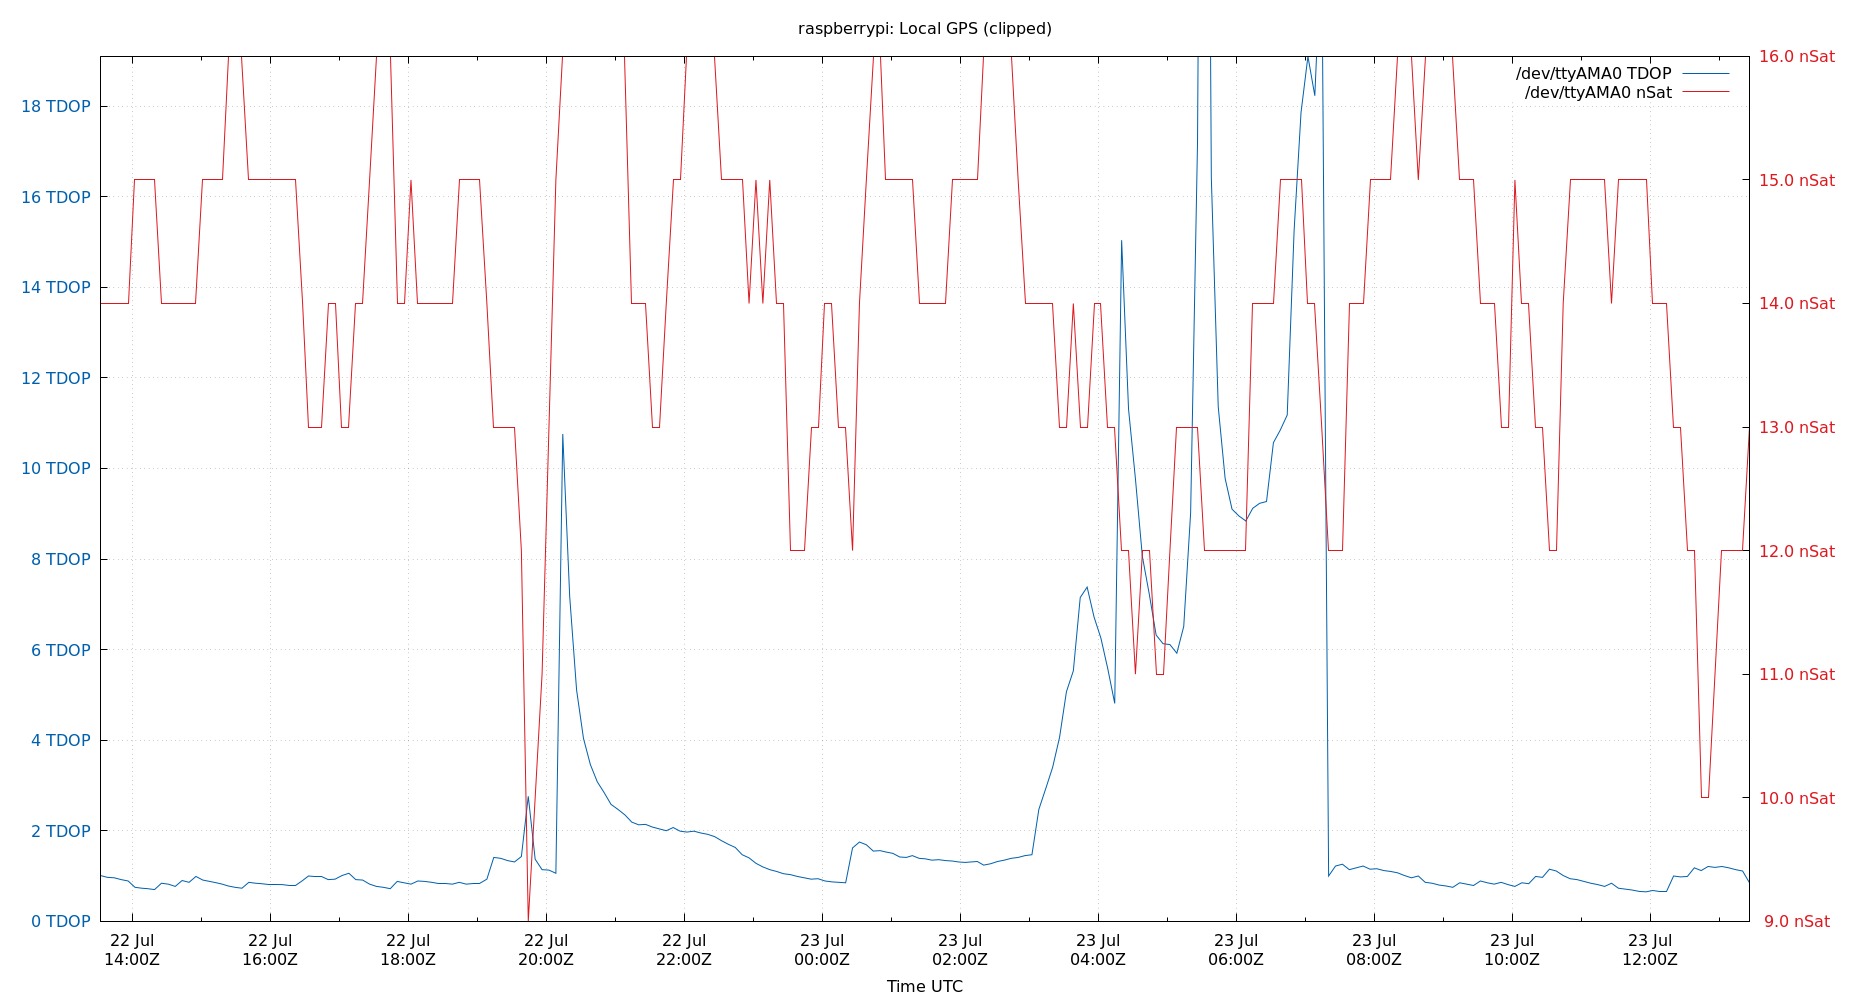 raspberrypi: Local GPS (clipped)
/dev/ttyAMA0 TDOP
/dev/ttyAMA0 nSat
18 TDOP
16 TDOP
14 TDOP
12 TDOP
10 TDOP
8 TDOP
6 TDOP
4 TDOP
2 TDOP
0 TDOP
16.0 nSat
15.0 nSat
14.0 nSat
13.0 nSat
12.0 nSat
11.0 nSat
10.0 nSat
9.0 nSat
22 Jul 22 Jul 22 Jul 22 Jul 22 Jul 23 Jul 23 Jul 23 Jul 23 Jul 23 Jul 23 Jul 23 Jul
14:00Z 16:00Z 18:00Z 20:00Z 22:00Z 00:00Z 02:00Z 04:00Z 06:00Z 08:00Z 10:00Z 12:00Z
Time UTC